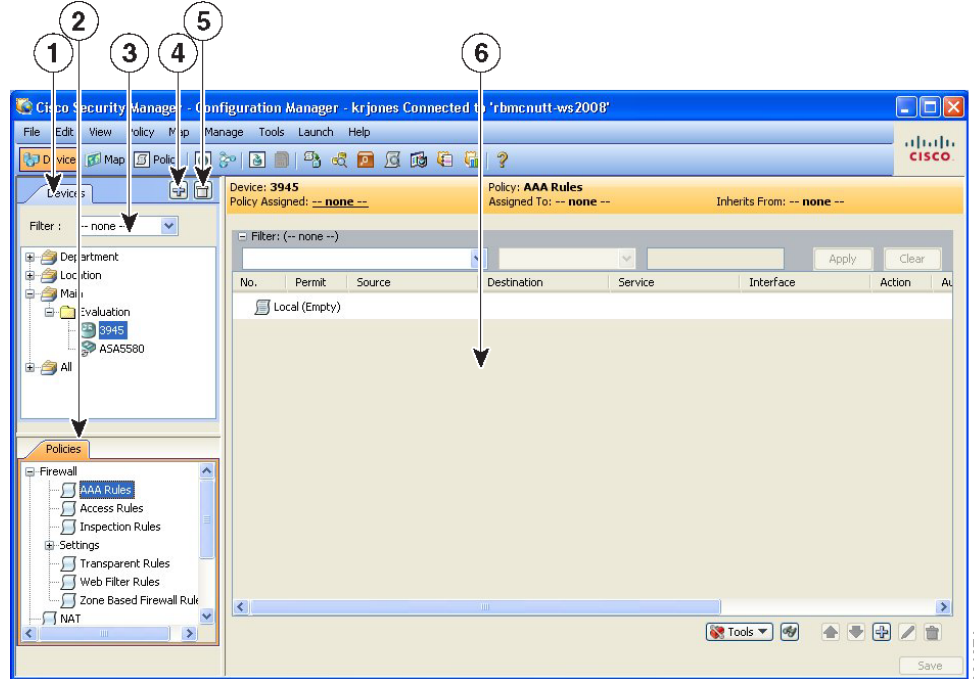 2
5
1
3
4
6
Cisco Security Manager - Configuration Manager - krjones Connected to 'rbmcnutt-ws2008'
File Edit View Policy Map Manage Tools Launch Help
Device Map Polic
cisco
Devices
Device: 3945
Policy: AAA Rules
Policy Assigned: -- none --
Assigned To: -- none --
Inherits From: -- none --
Filter : -- none --
Filter: (-- none --)
Apply Clear
Department
Location
Main
Evaluation
3945
ASA5580
All
No. Permit Source Destination Service Interface Action Au
Local (Empty)
Policies
Firewall
AAA Rules
Access Rules
Inspection Rules
Settings
Transparent Rules
Web Filter Rules
Zone Based Firewall Rule
NAT
Tools
Save